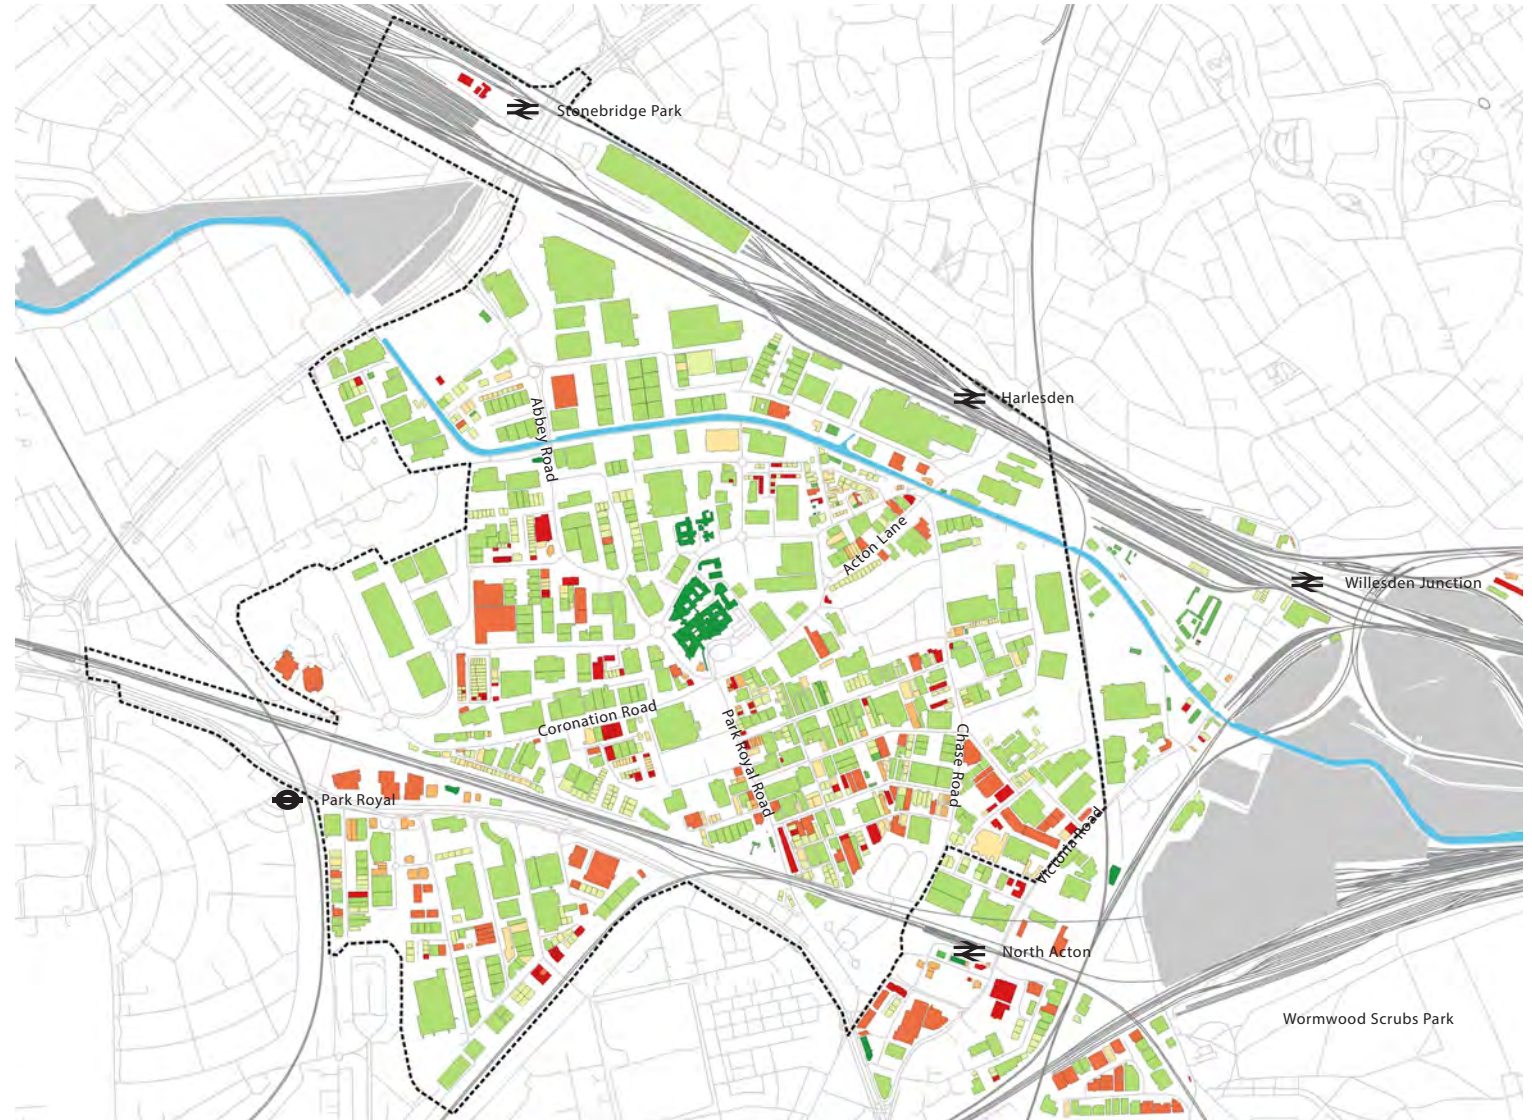 Stonebridge Park
Harlesden
Abbey Road
Acton Lane
Willesden Junction
Coronation Road
Park Royal Road
Chase Road
Park Royal
Victoria Road
North Acton
Wormwood Scrubs Park